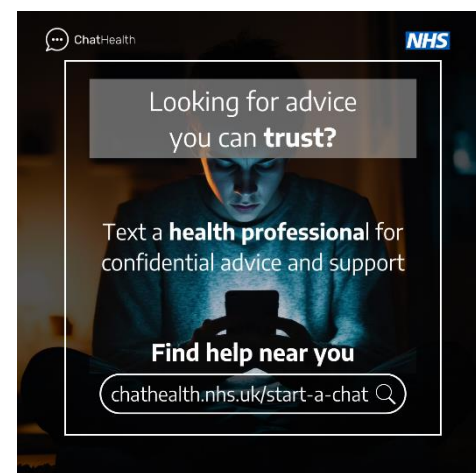 ChatHealth
NHS
Looking for advice
you can trust?
Text a health professional for
confidential advice and support
Find help near you
chathealth.nhs.uk/start-a-chat